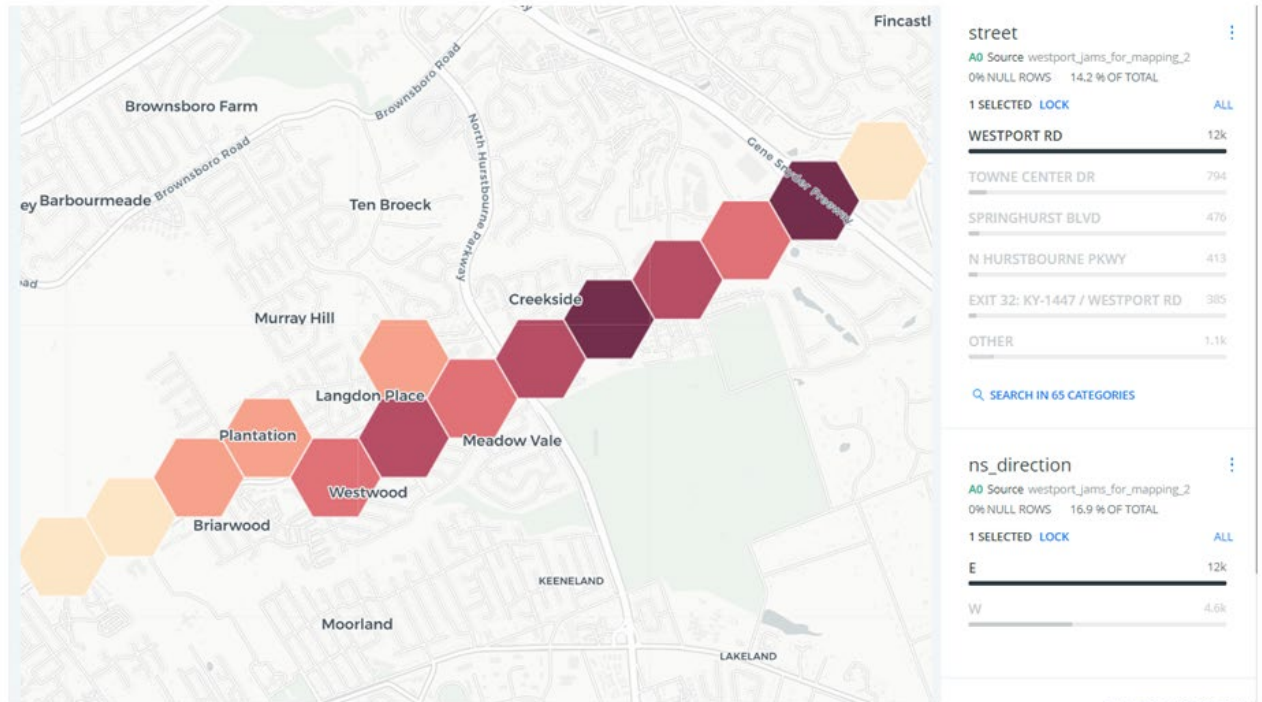 Fincastl
Brownsboro Farm
Brownsboro Road
North Hurstbourne Parkway
Gene Snyder Freeway
Brownsboro Road
ey Barbourmeade
Ten Broeck
ad
Creekside
Murray Hill
Langdon Place
Plantation
Meadow Vale
Westwood
Briarwood
KEENELAND
Moorland
LAKELAND
street
A0 Source westport_jams_for_mapping_2
0% NULL ROWS 14.2 % OF TOTAL
1 SELECTED LOCK ALL
WESTPORT RD 12k
TOWNE CENTER DR 794
SPRINGHURST BLVD 476
N HURSTBOURNE PKWY 413
EXIT 32: KY-1447 / WESTPORT RD 385
OTHER 1.1k
SEARCH IN 65 CATEGORIES
ns_direction
A0 Source westport_jams_for_mapping_2
0% NULL ROWS 16.9 % OF TOTAL
1 SELECTED LOCK ALL
E 12k
W 4.6k